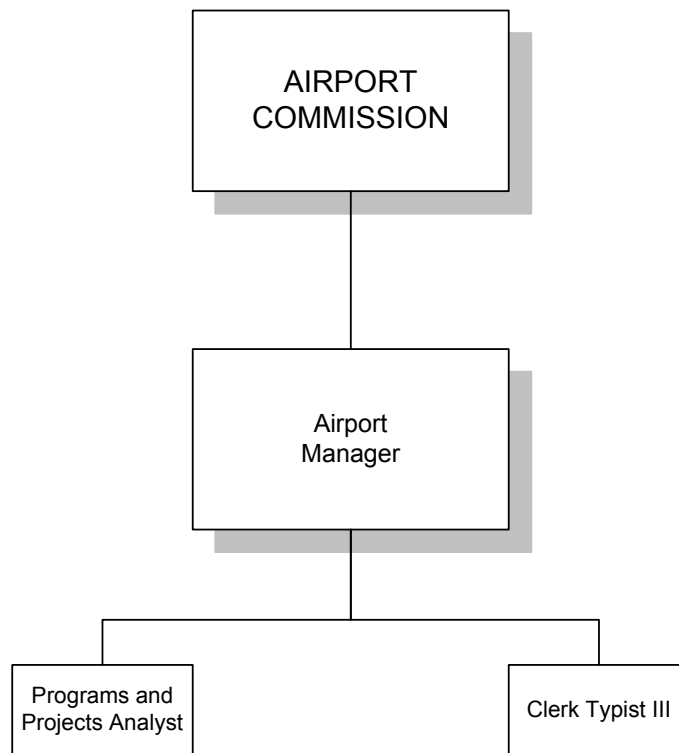 AIRPORT
COMMISSION
Airport
Manager
Programs and
Projects Analyst
Clerk Typist III